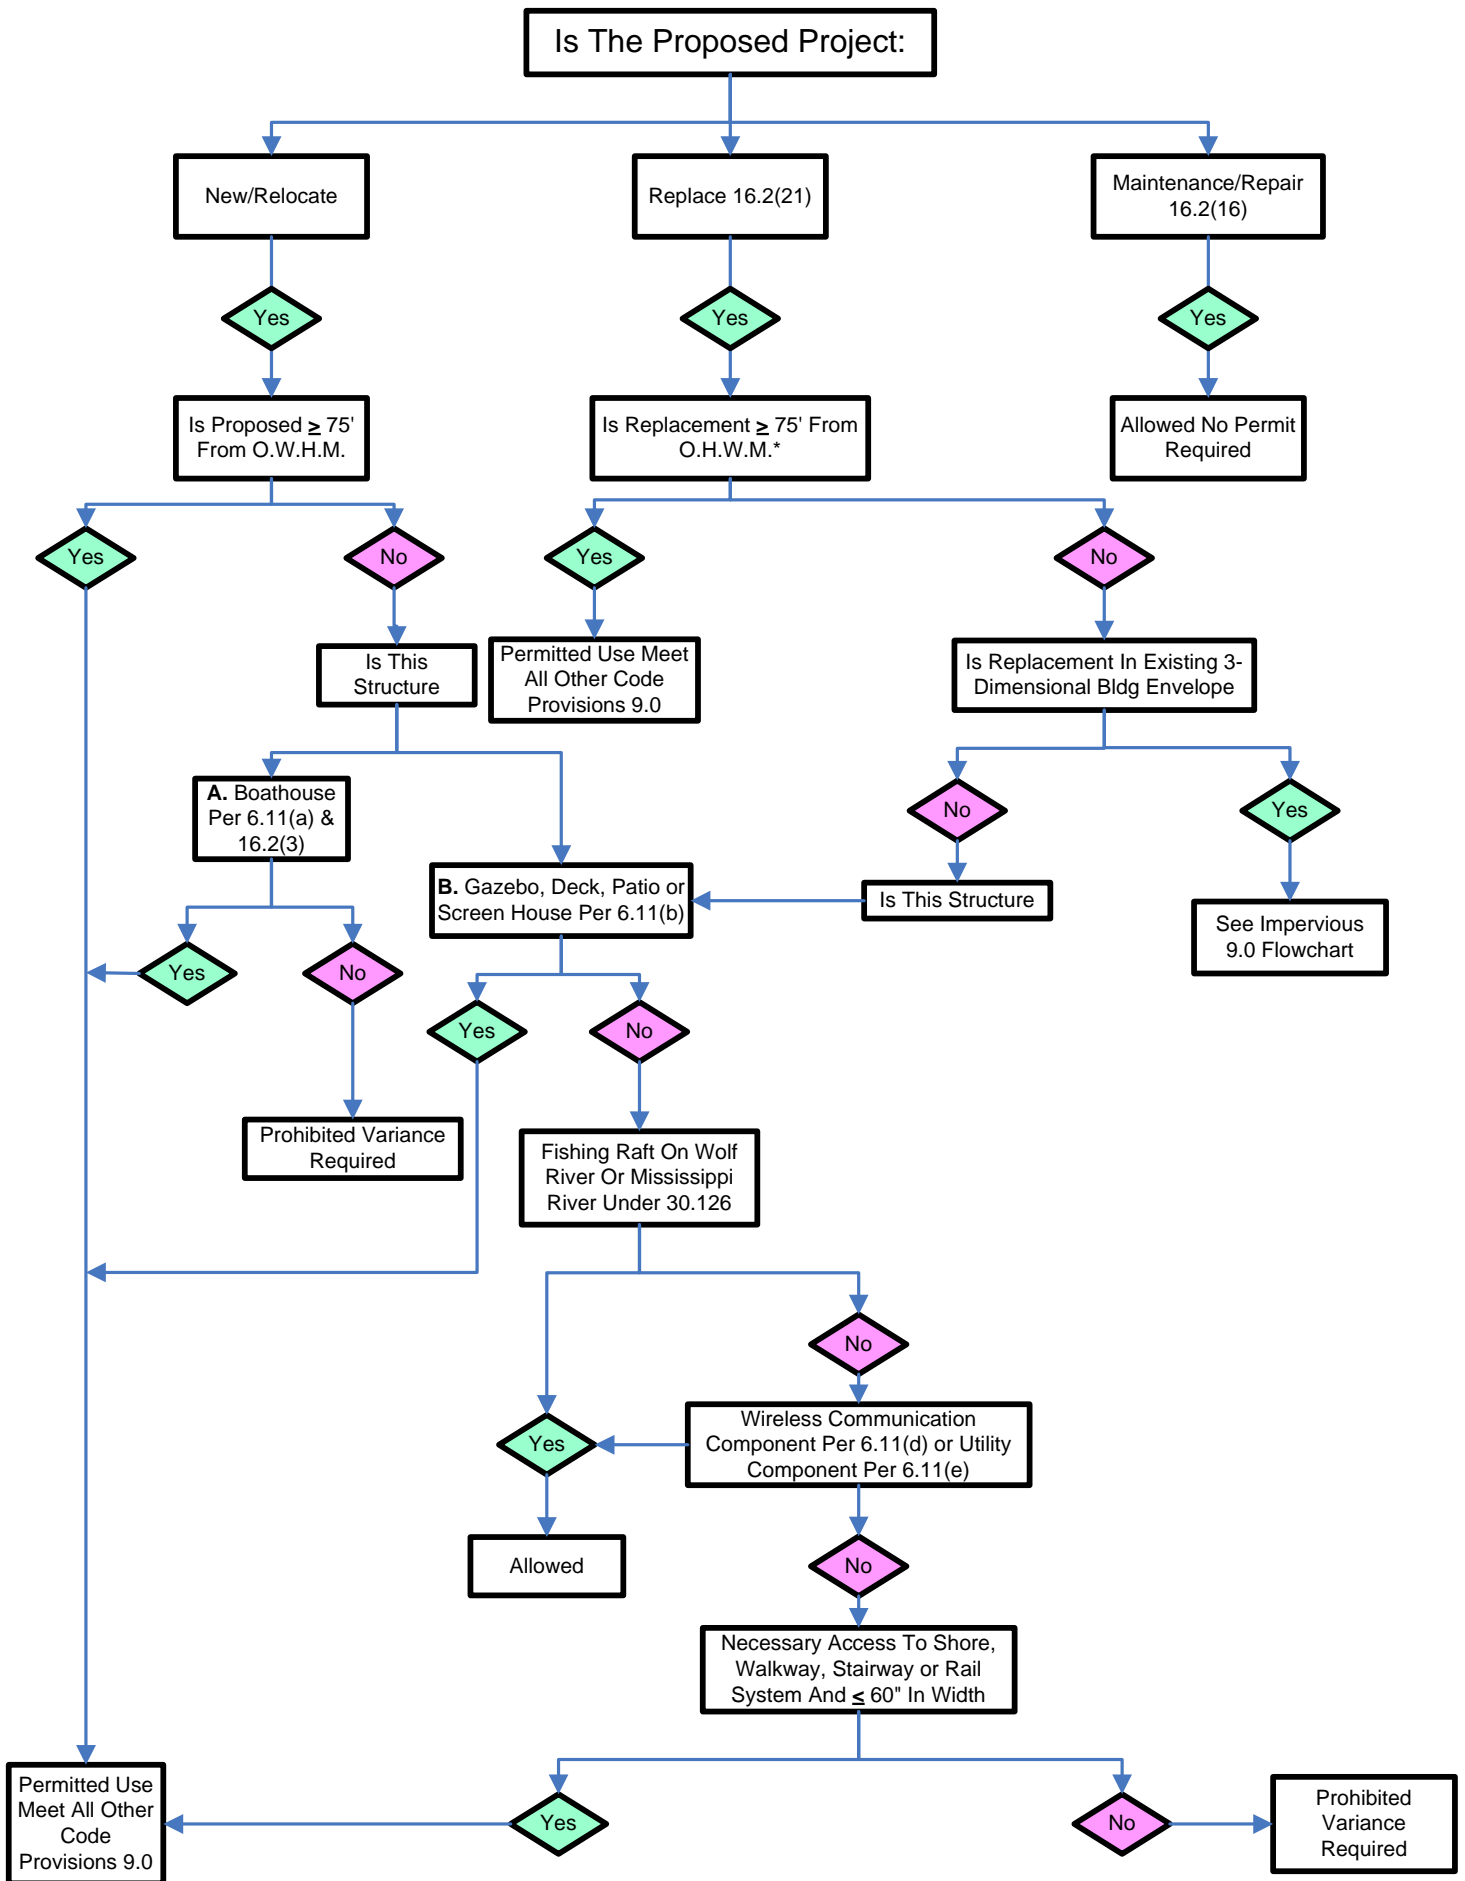 Is The Proposed Project:
New/Relocate
Replace 16.2(21)
Maintenance/Repair
16.2(16)
Yes
Yes
Yes
Is Proposed ≥ 75'
From O.W.H.M.
Is Replacement ≥ 75' From
O.H.W.M.*
Allowed No Permit
Required
Yes
No
Yes
No
Is This
Structure
Permitted Use Meet
All Other Code
Provisions 9.0
Is Replacement In Existing 3-
Dimensional Bldg Envelope
A. Boathouse
Per 6.11(a) &
16.2(3)
No
Yes
B. Gazebo, Deck, Patio or
Screen House Per 6.11(b)
Is This Structure
See Impervious
9.0 Flowchart
Yes
No
Yes
No
Prohibited Variance
Required
Fishing Raft On Wolf
River Or Mississippi
River Under 30.126
No
Yes
Wireless Communication
Component Per 6.11(d) or Utility
Component Per 6.11(e)
Allowed
No
Necessary Access To Shore,
Walkway, Stairway or Rail
System And ≤ 60" In Width
Permitted Use
Meet All Other
Code
Provisions 9.0
Yes
No
Prohibited
Variance
Required